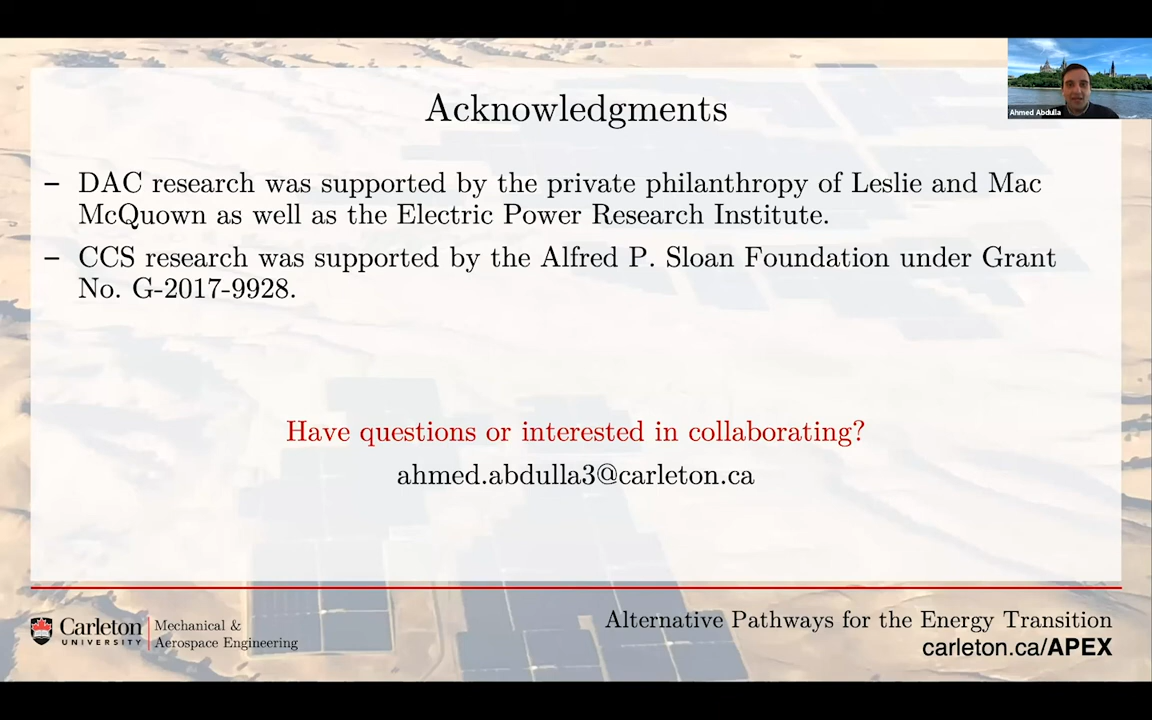 Ahmed Abdulla
Acknowledgments
– DAC research was supported by the private philanthropy of Leslie and Mac
McQuown as well as the Electric Power Research Institute.
– CCS research was supported by the Alfred P. Sloan Foundation under Grant
No. G-2017-9928.
Have questions or interested in collaborating?
ahmed.abdulla3@carleton.ca
Carleton
UNIVERSITY
Mechanical &
Aerospace Engineering
Alternative Pathways for the Energy Transition
carleton.ca/APEX